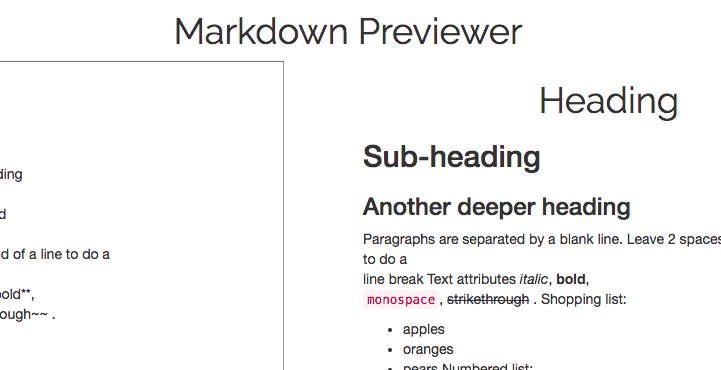 Markdown Previewer
ding
d
d of a line to do a
old**,
ough~~ .
Heading
Sub-heading
Another deeper heading
Paragraphs are separated by a blank line. Leave 2 spaces
to do a
line break Text attributes italic, bold,
monospace , strikethrough . Shopping list:
apples
oranges
pears Numbered list: